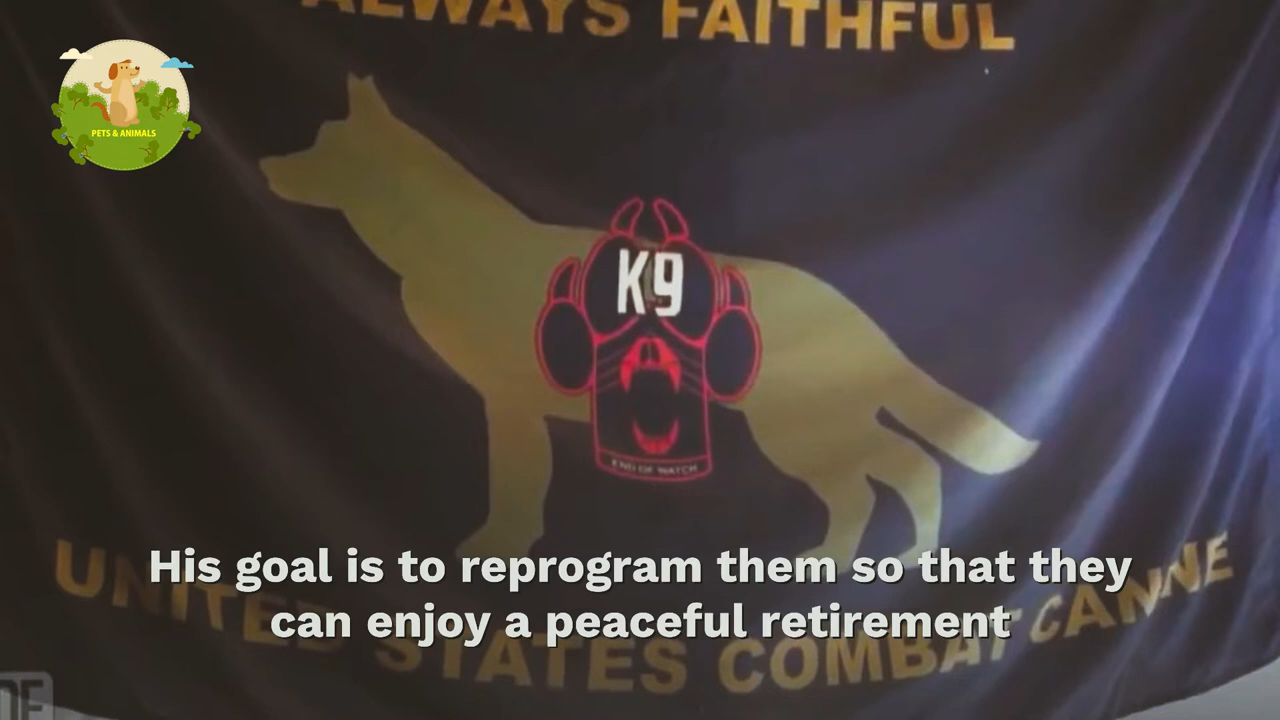 ALWAYS FAITHFUL
PETS & ANIMALS
K9
END OF WATCH
His goal is to reprogram them so that they
can enjoy a peaceful retirement
UNITED STATES COMBAT CANINE